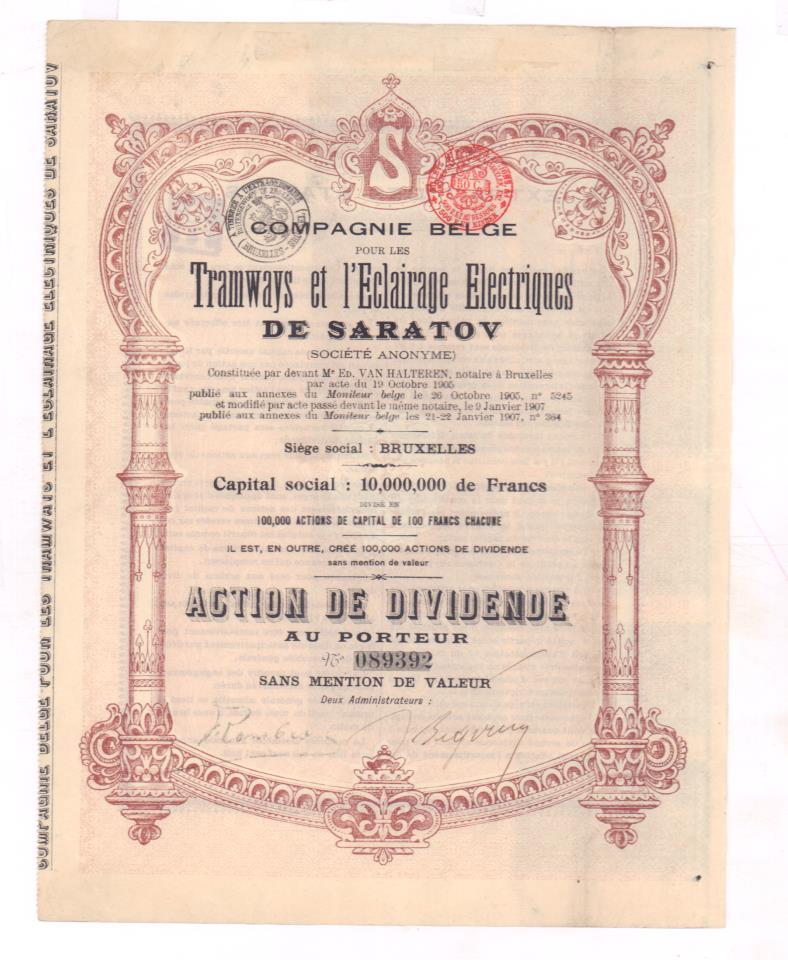 S
COMPAGNIE BELGE
POUR LES
Tramways et l'Eclairage Electriques
DE SARATOV
(SOCIÉTÉ ANONYME)
Constituée par devant Me ED. VAN HALTEREN, notaire à Bruxelles
par acte du 19 Octobre 1905
publié aux annexes du Moniteur belge le 26 Octobre 1905, n° 5245
et modifié par acte passé devant le même notaire, le 9 Janvier 1907
publié aux annexes du Moniteur belge les 21-22 Janvier 1907, n° 364
Siège social : BRUXELLES
Capital social : 10,000,000 de Francs
DIVISÉ EN
100,000 ACTIONS DE CAPITAL DE 100 FRANCS CHACUNE
IL EST, EN OUTRE, CRÉÉ 100,000 ACTIONS DE DIVIDENDE
sans mention de valeur
ACTION DE DIVIDENDE
AU PORTEUR
No 089392
SANS MENTION DE VALEUR
Deux Administrateurs :
COMPAGNIE BELGE POUR LES TRAMWAYS ET L'ECLAIRAGE ELECTRIQUES DE SARATOV